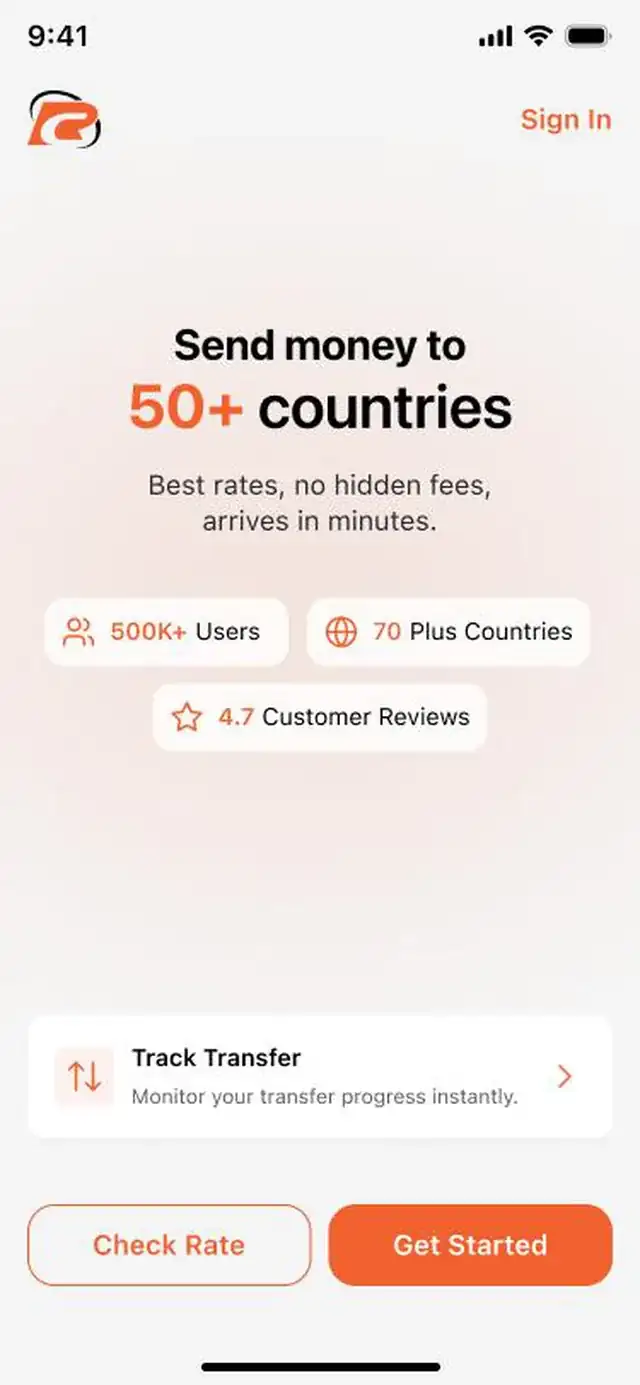 9:41
Sign In
Send money to
50+ countries
Best rates, no hidden fees,
arrives in minutes.
500K+ Users
70 Plus Countries
4.7 Customer Reviews
Track Transfer
Monitor your transfer progress instantly.
Check Rate
Get Started